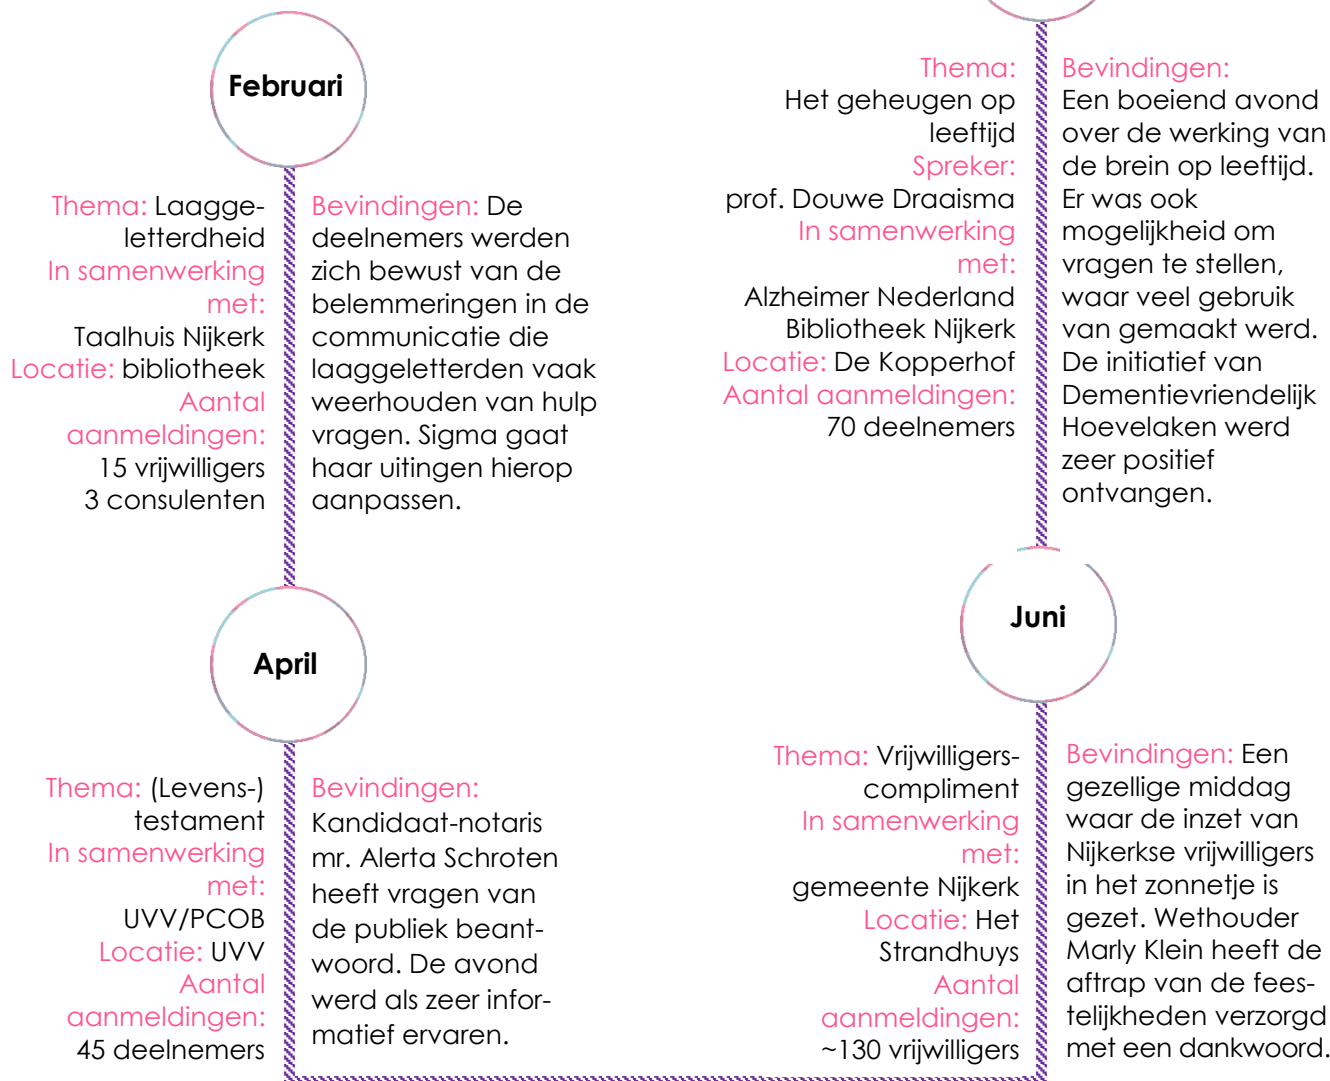 Februari
Thema: Laagge-
letterdheid
In samenwerking
met:
Taalhuis Nijkerk
Locatie: bibliotheek
Aantal
aanmeldingen:
15 vrijwilligers
3 consulenten
Bevindingen: De
deelnemers werden
zich bewust van de
belemmeringen in de
communicatie die
laaggeletterden vaak
weerhouden van hulp
vragen. Sigma gaat
haar uitingen hierop
aanpassen.
April
Thema: (Levens-)
testament
In samenwerking
met:
UVV/PCOB
Locatie: UVV
Aantal
aanmeldingen:
45 deelnemers
Bevindingen:
Kandidaat-notaris
mr. Alerta Schroten
heeft vragen van
de publiek beant-
woord. De avond
werd als zeer infor-
matief ervaren.
Thema:
Het geheugen op
leeftijd
Spreker:
prof. Douwe Draaisma
In samenwerking
met:
Alzheimer Nederland
Bibliotheek Nijkerk
Locatie: De Kopperhof
Aantal aanmeldingen:
70 deelnemers
Bevindingen:
Een boeiend avond
over de werking van
de brein op leeftijd.
Er was ook
mogelijkheid om
vragen te stellen,
waar veel gebruik
van gemaakt werd.
De initiatief van
Dementievriendelijk
Hoevelaken werd
zeer positief
ontvangen.
Juni
Thema: Vrijwilligers-
compliment
In samenwerking
met:
gemeente Nijkerk
Locatie: Het
Strandhuys
Aantal
aanmeldingen:
~130 vrijwilligers
Bevindingen: Een
gezellige middag
waar de inzet van
Nijkerkse vrijwilligers
in het zonnetje is
gezet. Wethouder
Marly Klein heeft de
aftrap van de fees-
telijkheden verzorgd
met een dankwoord.